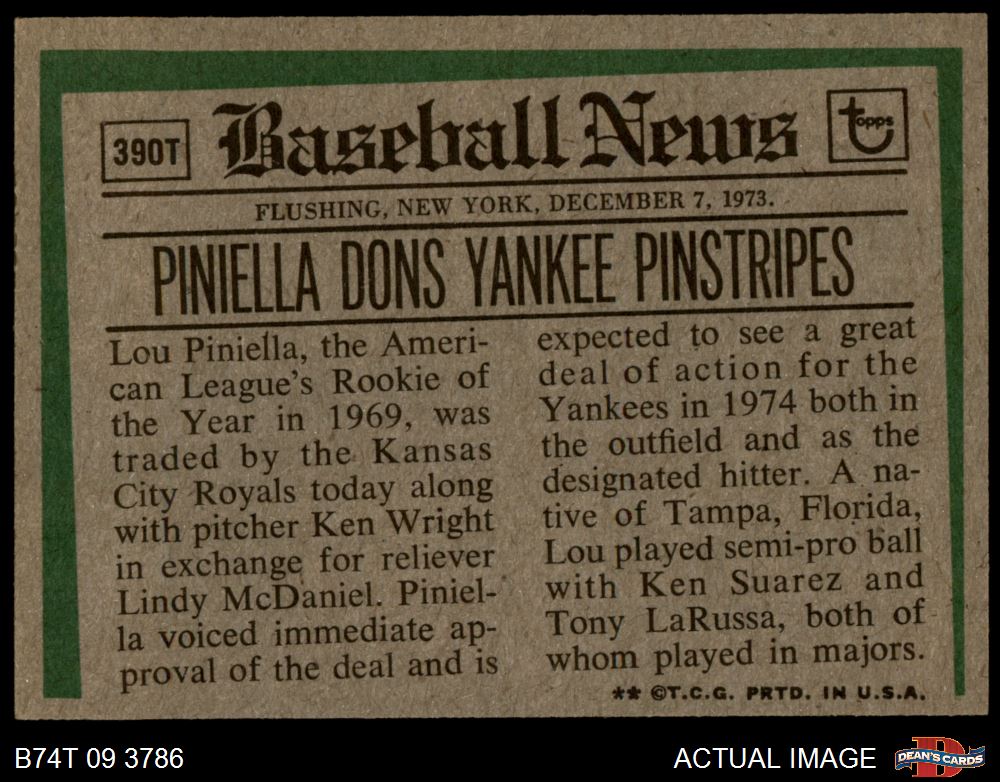 390T
Baseball News
topps
FLUSHING, NEW YORK, DECEMBER 7, 1973.
PINIELLA DONS YANKEE PINSTRIPES
Lou Piniella, the Ameri-
can League's Rookie of
the Year in 1969, was
traded by the Kansas
City Royals today along
with pitcher Ken Wright
in exchange for reliever
Lindy McDaniel. Piniel-
la voiced immediate ap-
proval of the deal and is
expected to see a great
deal of action for the
Yankees in 1974 both in
the outfield and as the
designated hitter. A na-
tive of Tampa, Florida,
Lou played semi-pro ball
with Ken Suarez and
Tony LaRussa, both of
whom played in majors.
** ©T.C.G. PRTD. IN U.S.A.
B74T 09 3786
ACTUAL IMAGE
D
DEAN'S CARDS